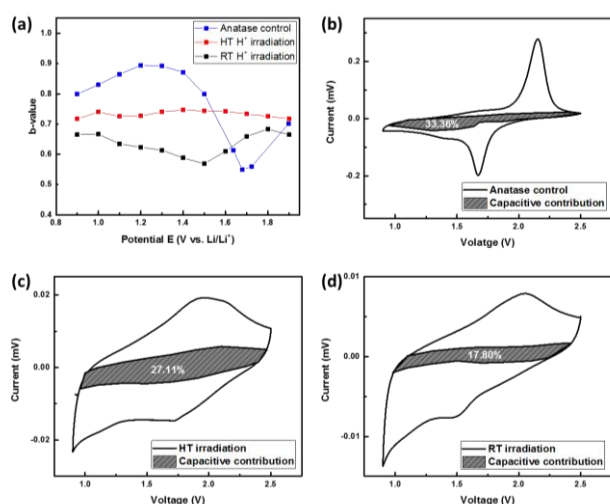 (a)
Anatase control
HT H⁺ irradiation
RT H⁺ irradiation
b-value
1.0
0.9
0.8
0.7
0.6
0.5
0.4
0.8 1.0 1.2 1.4 1.6 1.8
Potential E (V vs. Li/Li⁺)
(b)
Current (mV)
0.2
0.0
-0.2
33.36%
Anatase control
Capacitive contribution
1.0 1.5 2.0 2.5
Volatge (V)
(c)
Current (mV)
0.02
0.00
-0.02
27.11%
HT irradiation
Capacitive contribution
1.0 1.5 2.0 2.5
Voltage (V)
(d)
Current (mV)
0.01
0.00
-0.01
17.80%
RT irradiation
Capacitive contribution
1.0 1.5 2.0 2.5
Voltage (V)